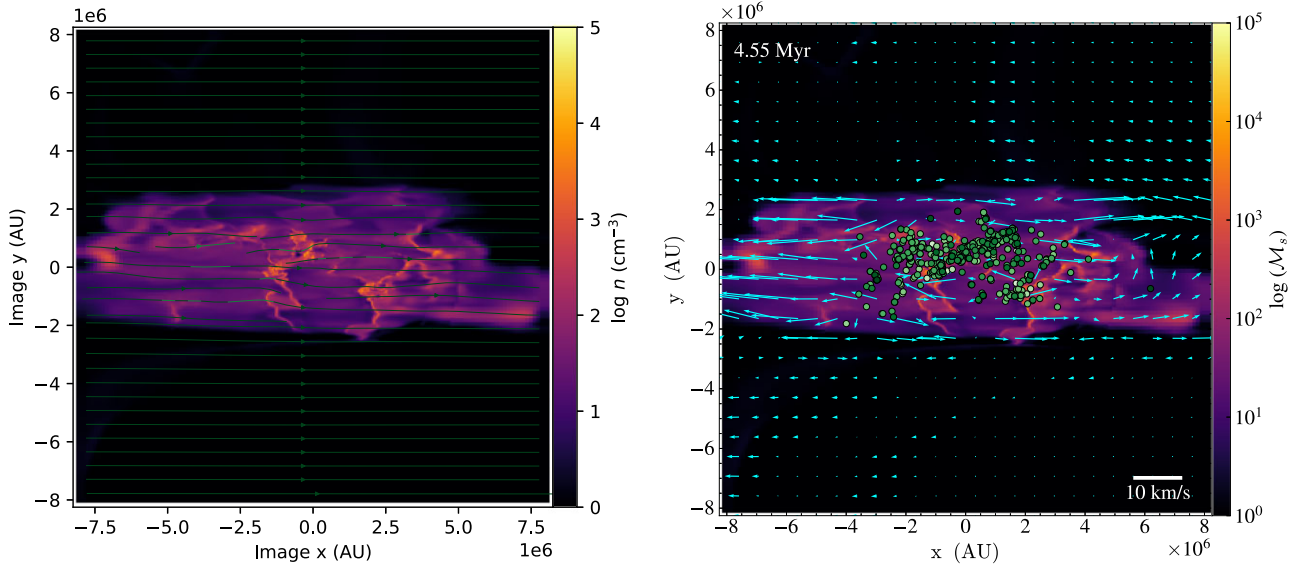 1e6
8
6
4
2
0
−2
−4
−6
−8
Image y (AU)
−7.5 −5.0 −2.5 0.0 2.5 5.0 7.5
Image x (AU)
1e6
5
4
3
2
1
0
log n (cm⁻³)
×10⁶
4.55 Myr
8
6
4
2
0
−2
−4
−6
−8
y (AU)
10 km/s
−8 −6 −4 −2 0 2 4 6 8
x (AU)
×10⁶
10⁵
10⁴
10³
10²
10¹
10⁰
log (ℳₛ)